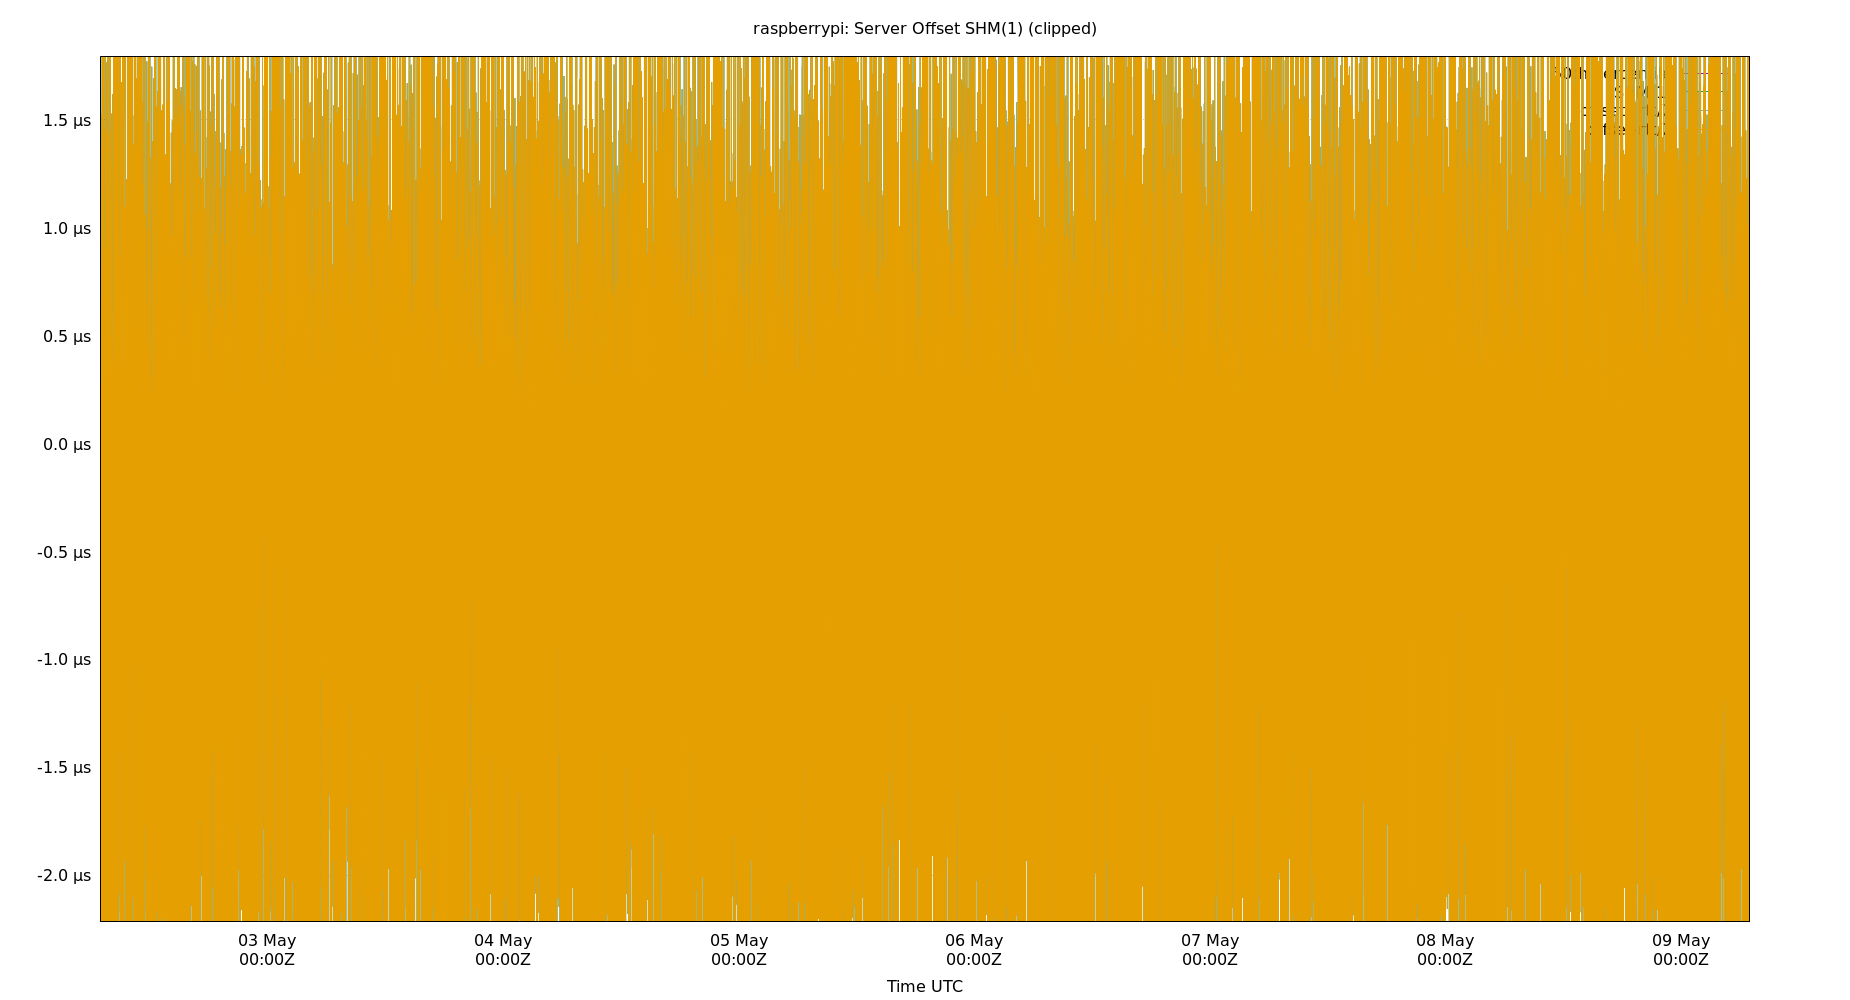 raspberrypi: Server Offset SHM(1) (clipped)
1.5 µs
1.0 µs
0.5 µs
0.0 µs
-0.5 µs
-1.0 µs
-1.5 µs
-2.0 µs
03 May 04 May 05 May 06 May 07 May 08 May 09 May
00:00Z 00:00Z 00:00Z 00:00Z 00:00Z 00:00Z 00:00Z
Time UTC